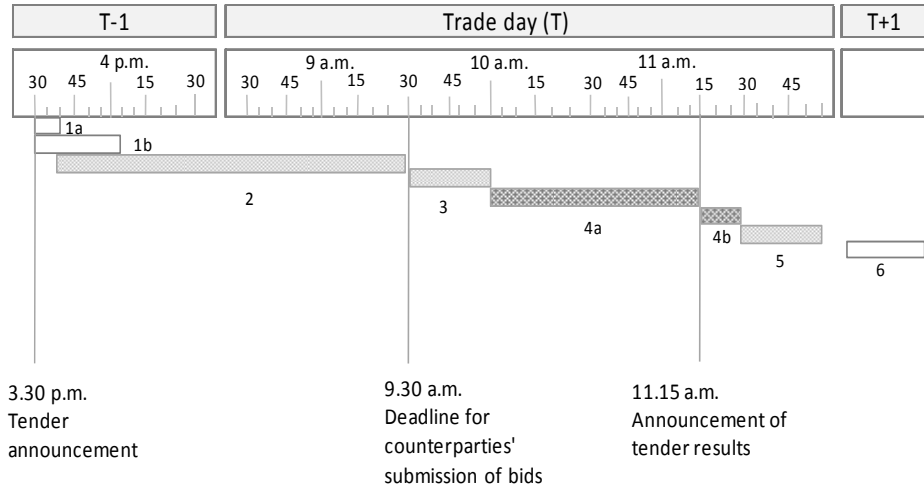 T-1 Trade day (T) T+1
4 p.m. 9 a.m. 10 a.m. 11 a.m.
30 45 15 30 30 45 15 30 45 15 30 45 15 30 45
1a
1b
2
3
4a
4b
5
6
3.30 p.m.
Tender
announcement
9.30 a.m.
Deadline for
counterparties'
submission of bids
11.15 a.m.
Announcement of
tender results